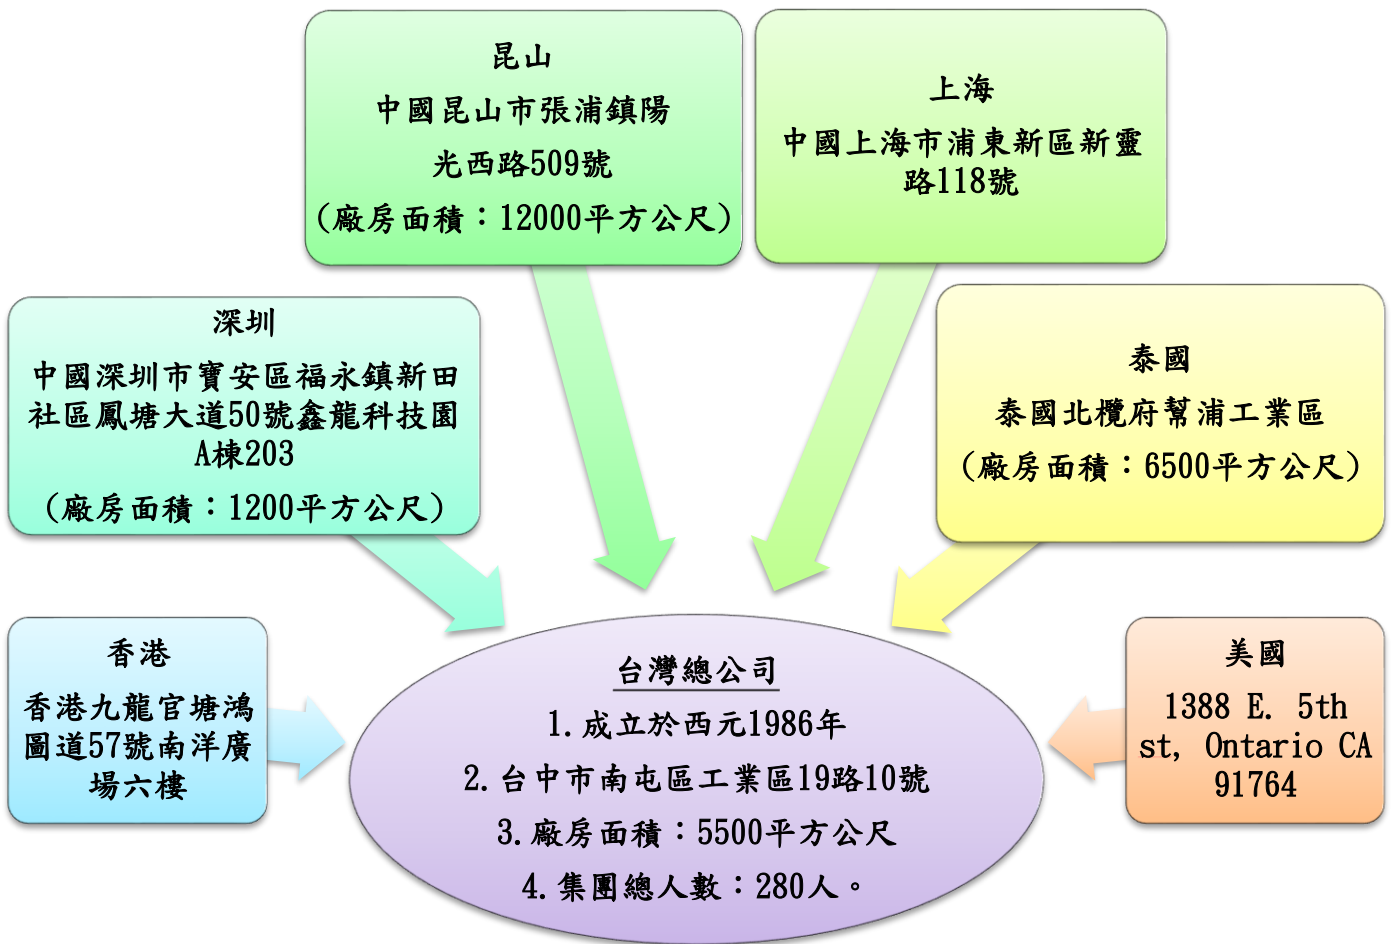 昆山
中國昆山市張浦鎮陽
光西路509號
(廠房面積：12000平方公尺)
上海
中國上海市浦東新區新靈
路118號
深圳
中國深圳市寶安區福永鎮新田
社區鳳塘大道50號鑫龍科技園
A棟203
(廠房面積：1200平方公尺)
泰國
泰國北欖府幫浦工業區
(廠房面積：6500平方公尺)
香港
香港九龍官塘鴻
圖道57號南洋廣
場六樓
台灣總公司
1. 成立於西元1986年
2. 台中市南屯區工業區19路10號
3. 廠房面積：5500平方公尺
4. 集團總人數：280人。
美國
1388 E. 5th
st, Ontario CA
91764